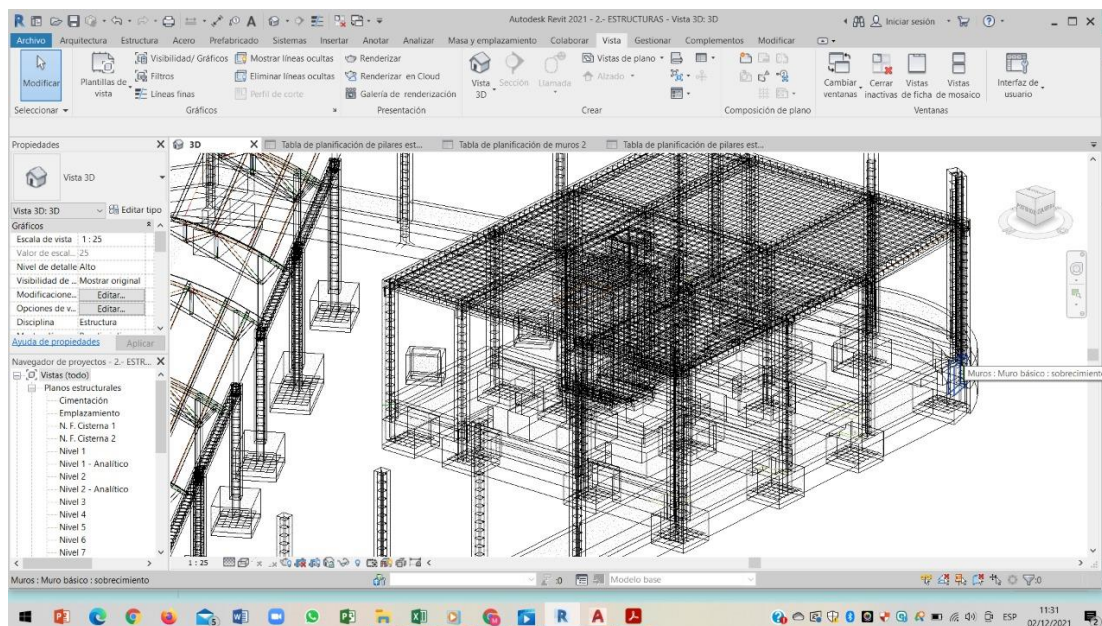 Autodesk Revit 2021 - 2.- ESTRUCTURAS - Vista 3D: 3D
Iniciar sesión
Archivo Arquitectura Estructura Acero Prefabricado Sistemas Insertar Anotar Analizar Masa y emplazamiento Colaborar Vista Gestionar Complementos Modificar
Modificar
Plantillas de vista
Visibilidad/ Gráficos
Filtros
Líneas finas
Mostrar líneas ocultas
Eliminar líneas ocultas
Perfil de corte
Renderizar
Renderizar en Cloud
Galería de renderización
Vista 3D
Sección
Llamada
Vistas de plano
Alzado
Cambiar ventanas
Cerrar inactivas
Vistas de ficha
Vistas de mosaico
Interfaz de usuario
Seleccionar Gráficos Presentación Crear Composición de plano Ventanas
Propiedades X
3D X Tabla de planificación de pilares est... Tabla de planificación de muros 2 Tabla de planificación de pilares est...
Vista 3D
Vista 3D: 3D Editar tipo
Gráficos
Escala de vista 1 : 25
Valor de escal... 25
Nivel de detalle Alto
Visibilidad de ... Mostrar original
Modificacione... Editar...
Opciones de v... Editar...
Disciplina Estructura
Ayuda de propiedades Aplicar
Navegador de proyectos - 2.- ESTR... X
Vistas (todo)
Planos estructurales
Cimentación
Emplazamiento
N. F. Cisterna 1
N. F. Cisterna 2
Nivel 1
Nivel 1 - Analítico
Nivel 2
Nivel 2 - Analítico
Nivel 3
Nivel 4
Nivel 5
Nivel 6
Nivel 7
Muros : Muro básico : sobrecimiento
1 : 25
Muros : Muro básico : sobrecimiento
:0 Modelo base
:0
ESP
11:31
02/12/2021